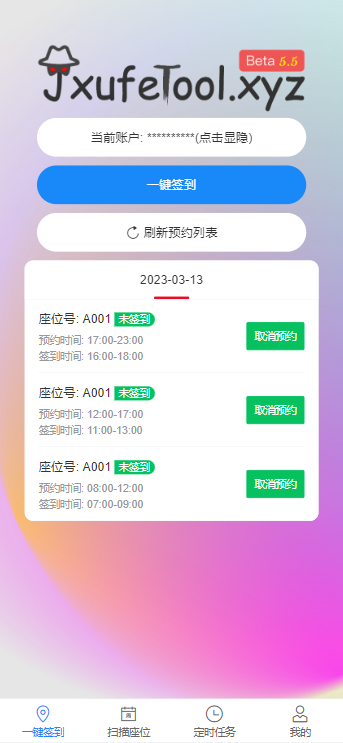 JxufeTool.xyz
Beta 5.5
当前账户: **********(点击显隐)
一键签到
刷新预约列表
2023-03-13
座位号: A001 未签到
预约时间: 17:00-23:00
签到时间: 16:00-18:00
取消预约
座位号: A001 未签到
预约时间: 12:00-17:00
签到时间: 11:00-13:00
取消预约
座位号: A001 未签到
预约时间: 08:00-12:00
签到时间: 07:00-09:00
取消预约
一键签到
扫描座位
定时任务
我的